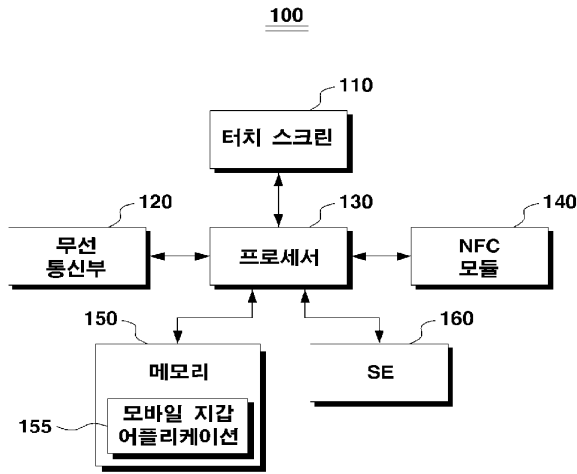 100
110
터치 스크린
120
130
140
무선
통신부
프로세서
NFC
모듈
150
160
메모리
SE
155
모바일 지갑
어플리케이션